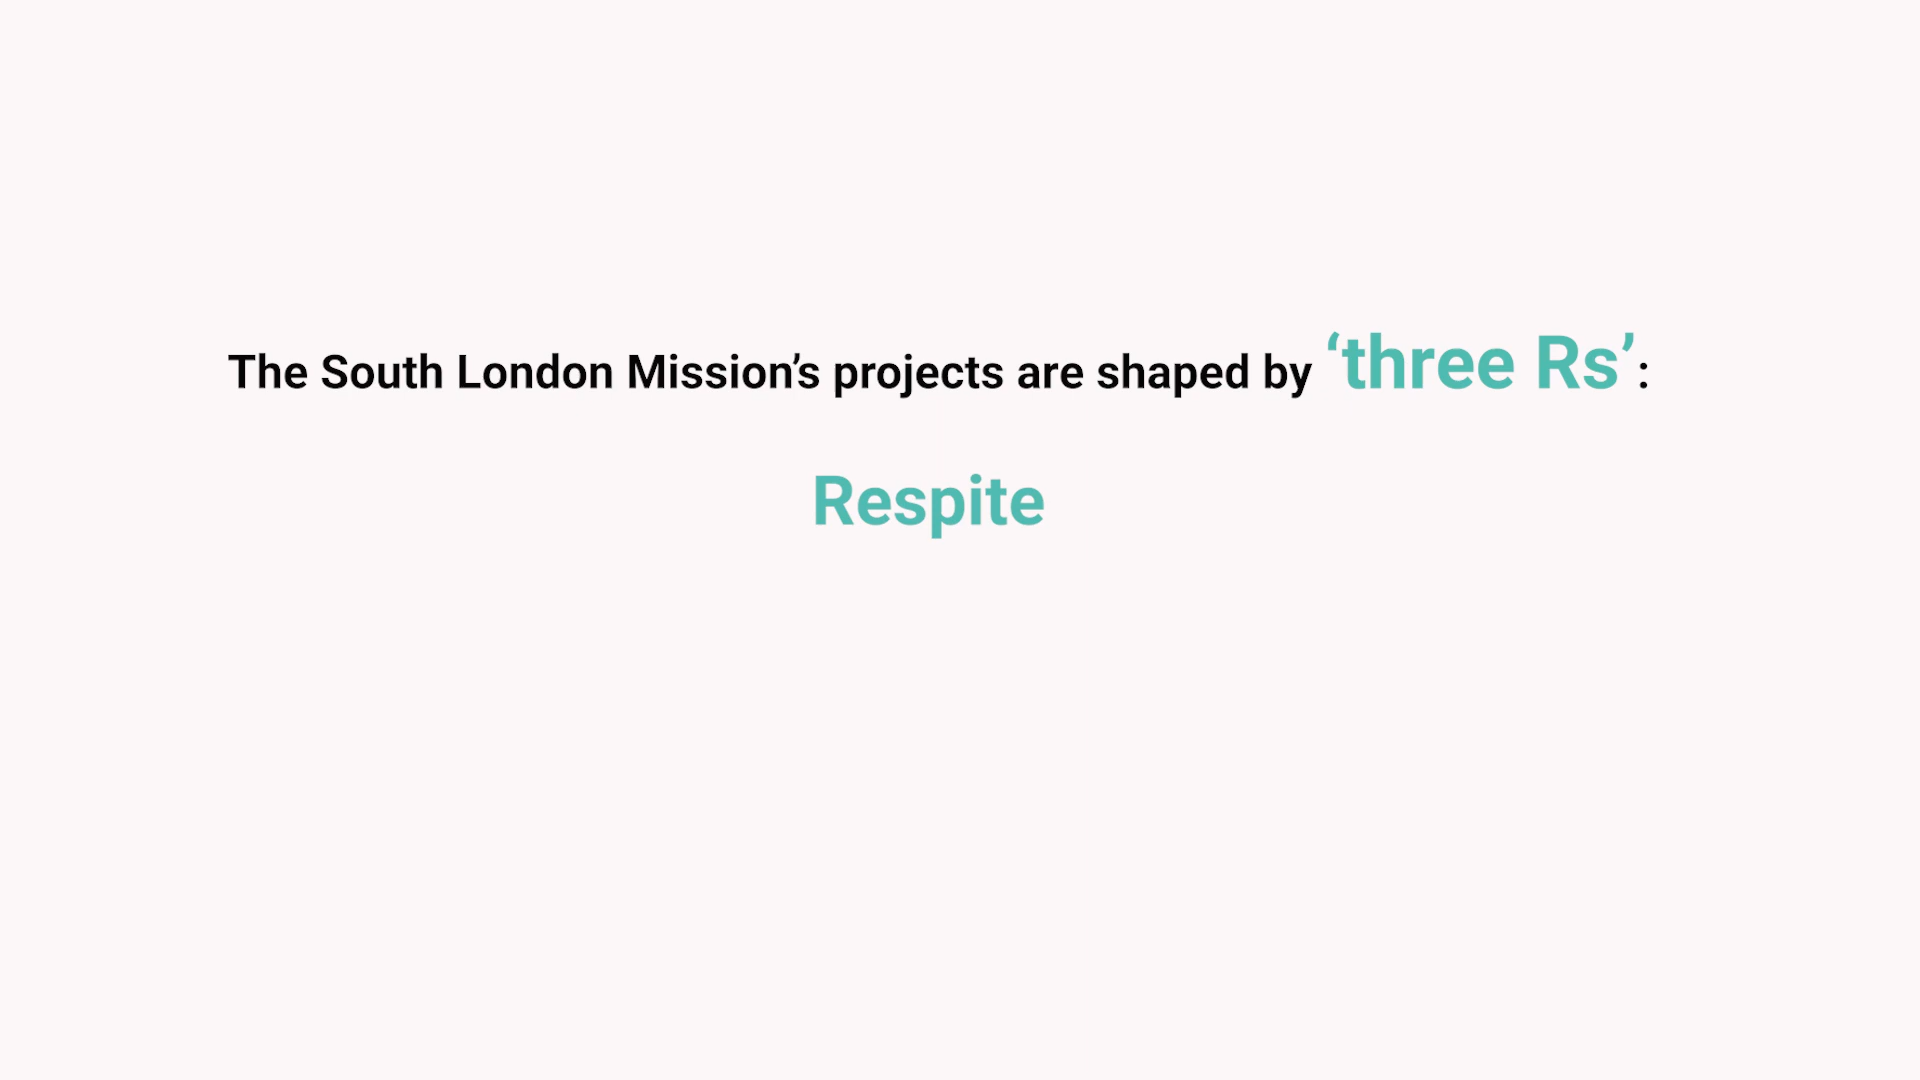 The South London Mission’s projects are shaped by ‘three Rs’:
Respite